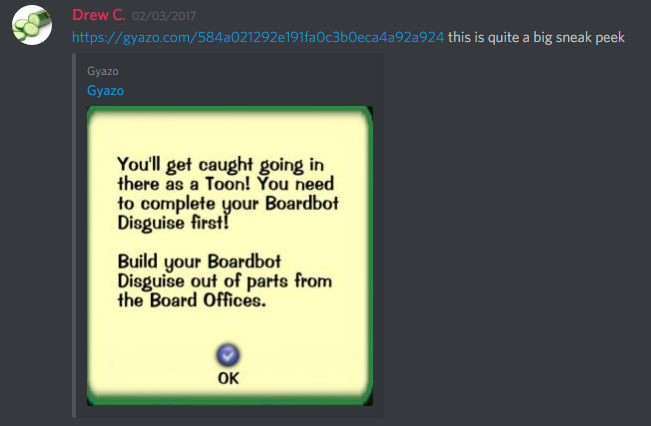 Drew C. 02/03/2017
https://gyazo.com/584a021292e191fa0c3b0eca4a92a924 this is quite a big sneak peek
Gyazo
Gyazo
You'll get caught going in
there as a Toon! You need
to complete your Boardbot
Disguise first!
Build your Boardbot
Disguise out of parts from
the Board Offices.
OK